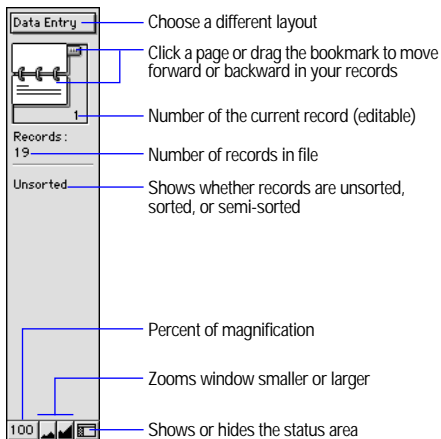 Data Entry
Choose a different layout
Click a page or drag the bookmark to move
forward or backward in your records
1
Number of the current record (editable)
Records:
19
Number of records in file
Unsorted
Shows whether records are unsorted,
sorted, or semi-sorted
Percent of magnification
Zooms window smaller or larger
100
Shows or hides the status area